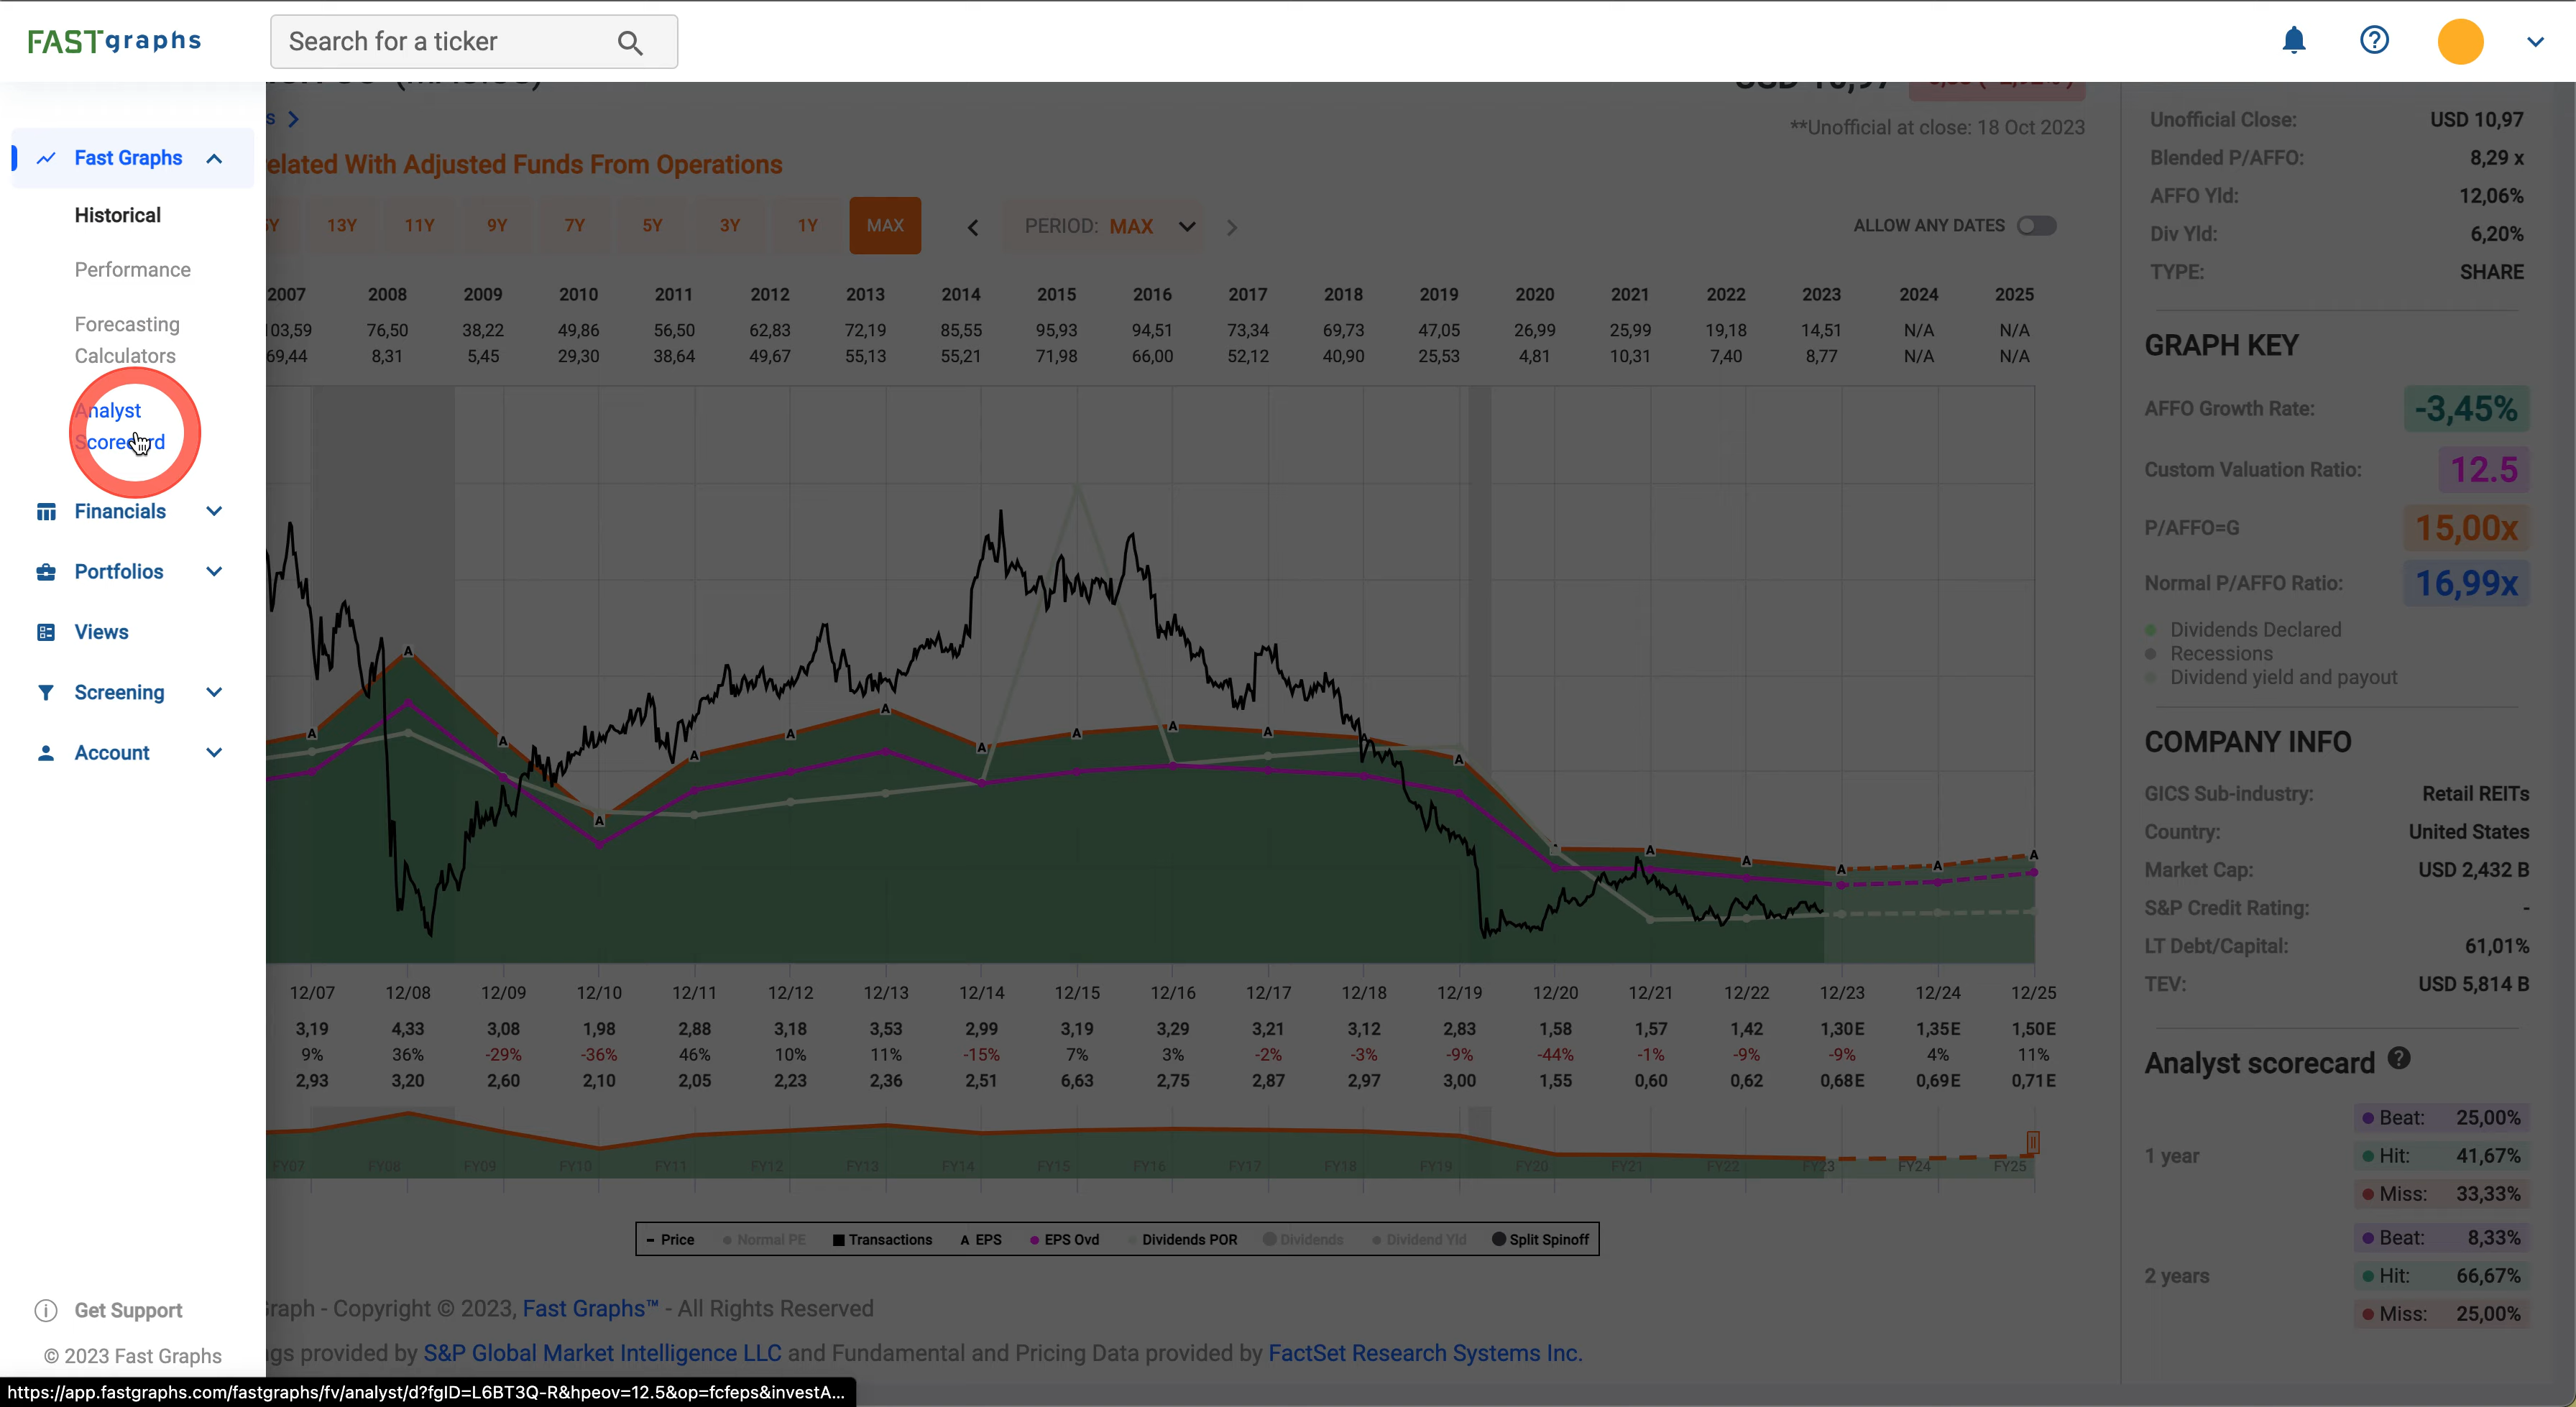 FASTgraphs
Search for a ticker
**Unofficial at close: 18 Oct 2023
Fast Graphs
Historical
Performance
Forecasting
Calculators
Analyst
Scorecard
Financials
Portfolios
Views
Screening
Account
Get Support
© 2023 Fast Graphs
related With Adjusted Funds From Operations
13Y 11Y 9Y 7Y 5Y 3Y 1Y MAX
PERIOD: MAX
ALLOW ANY DATES
2007 2008 2009 2010 2011 2012 2013 2014 2015 2016 2017 2018 2019 2020 2021 2022 2023 2024 2025
103,59 76,50 38,22 49,86 56,50 62,83 72,19 85,55 95,93 94,51 73,34 69,73 47,05 26,99 25,99 19,18 14,51 N/A N/A
69,44 8,31 5,45 29,30 38,64 49,67 55,13 55,21 71,98 66,00 52,12 40,90 25,53 4,81 10,31 7,40 8,77 N/A N/A
12/07 12/08 12/09 12/10 12/11 12/12 12/13 12/14 12/15 12/16 12/17 12/18 12/19 12/20 12/21 12/22 12/23 12/24 12/25
3,19 4,33 3,08 1,98 2,88 3,18 3,53 2,99 3,19 3,29 3,21 3,12 2,83 1,58 1,57 1,42 1,30E 1,35E 1,50E
9% 36% -29% -36% 46% 10% 11% -15% 7% 3% -2% -3% -9% -44% -1% -9% -9% 4% 11%
2,93 3,20 2,60 2,10 2,05 2,23 2,36 2,51 6,63 2,75 2,87 2,97 3,00 1,55 0,60 0,62 0,68E 0,69E 0,71E
FY07 FY08 FY09 FY10 FY11 FY12 FY13 FY14 FY15 FY16 FY17 FY18 FY19 FY20 FY21 FY22 FY23 FY24 FY25
Price Normal PE Transactions A EPS EPS Ovd Dividends POR Dividends Dividend Yld Split Spinoff
Graph - Copyright © 2023, Fast Graphs™ - All Rights Reserved
provided by S&P Global Market Intelligence LLC and Fundamental and Pricing Data provided by FactSet Research Systems Inc.
Unofficial Close: USD 10,97
Blended P/AFFO: 8,29 x
AFFO Yld: 12,06%
Div Yld: 6,20%
TYPE: SHARE
GRAPH KEY
AFFO Growth Rate: -3,45%
Custom Valuation Ratio: 12.5
P/AFFO=G 15,00x
Normal P/AFFO Ratio: 16,99x
Dividends Declared
Recessions
Dividend yield and payout
COMPANY INFO
GICS Sub-industry: Retail REITs
Country: United States
Market Cap: USD 2,432 B
S&P Credit Rating: -
LT Debt/Capital: 61,01%
TEV: USD 5,814 B
Analyst scorecard
1 year
Beat: 25,00%
Hit: 41,67%
Miss: 33,33%
2 years
Beat: 8,33%
Hit: 66,67%
Miss: 25,00%
https://app.fastgraphs.com/fastgraphs/fv/analyst/d?fgID=L6BT3Q-R&hpeov=12.5&op=fcfeps&investA...